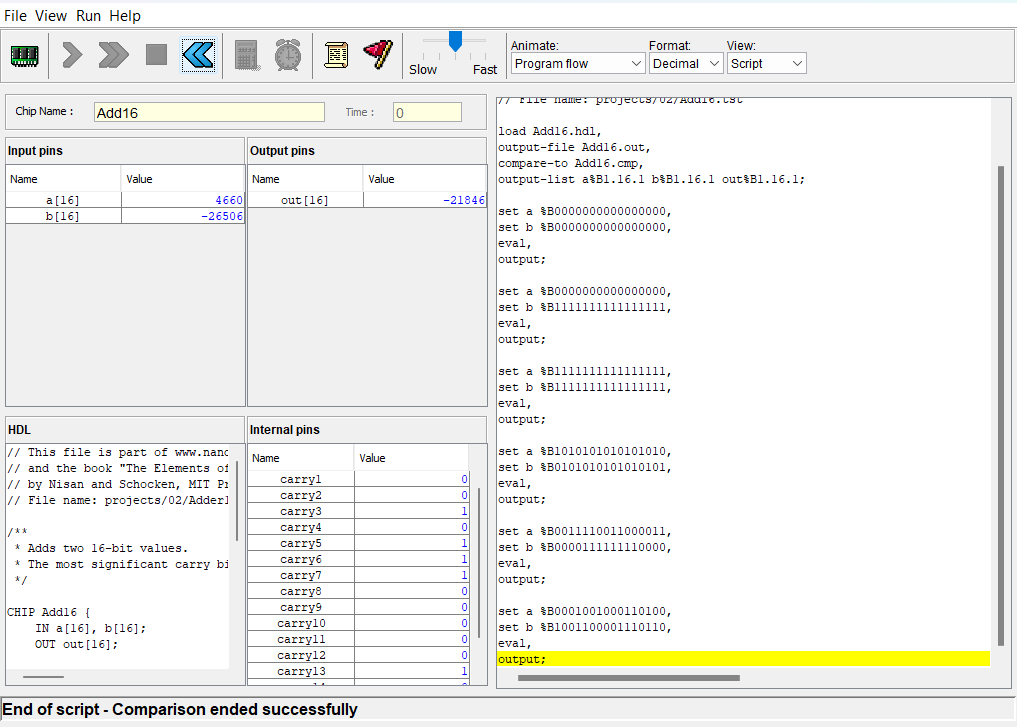 File View Run Help
Slow Fast
Animate: Format: View:
Program flow Decimal Script
Chip Name : Add16 Time : 0
Input pins
Name Value
a[16] 4660
b[16] -26506
Output pins
Name Value
out[16] -21846
HDL
// This file is part of www.nand
// and the book "The Elements of
// by Nisan and Schocken, MIT Pr
// File name: projects/02/Adder1
/**
* Adds two 16-bit values.
* The most significant carry bi
*/
CHIP Add16 {
IN a[16], b[16];
OUT out[16];
Internal pins
Name Value
carry1 0
carry2 0
carry3 1
carry4 0
carry5 1
carry6 1
carry7 1
carry8 0
carry9 0
carry10 0
carry11 0
carry12 0
carry13 1
// File name: projects/02/Add16.tst
load Add16.hdl,
output-file Add16.out,
compare-to Add16.cmp,
output-list a%B1.16.1 b%B1.16.1 out%B1.16.1;
set a %B0000000000000000,
set b %B0000000000000000,
eval,
output;
set a %B0000000000000000,
set b %B1111111111111111,
eval,
output;
set a %B1111111111111111,
set b %B1111111111111111,
eval,
output;
set a %B1010101010101010,
set b %B0101010101010101,
eval,
output;
set a %B0011110011000011,
set b %B0000111111110000,
eval,
output;
set a %B0001001000110100,
set b %B1001100001110110,
eval,
output;
End of script - Comparison ended successfully